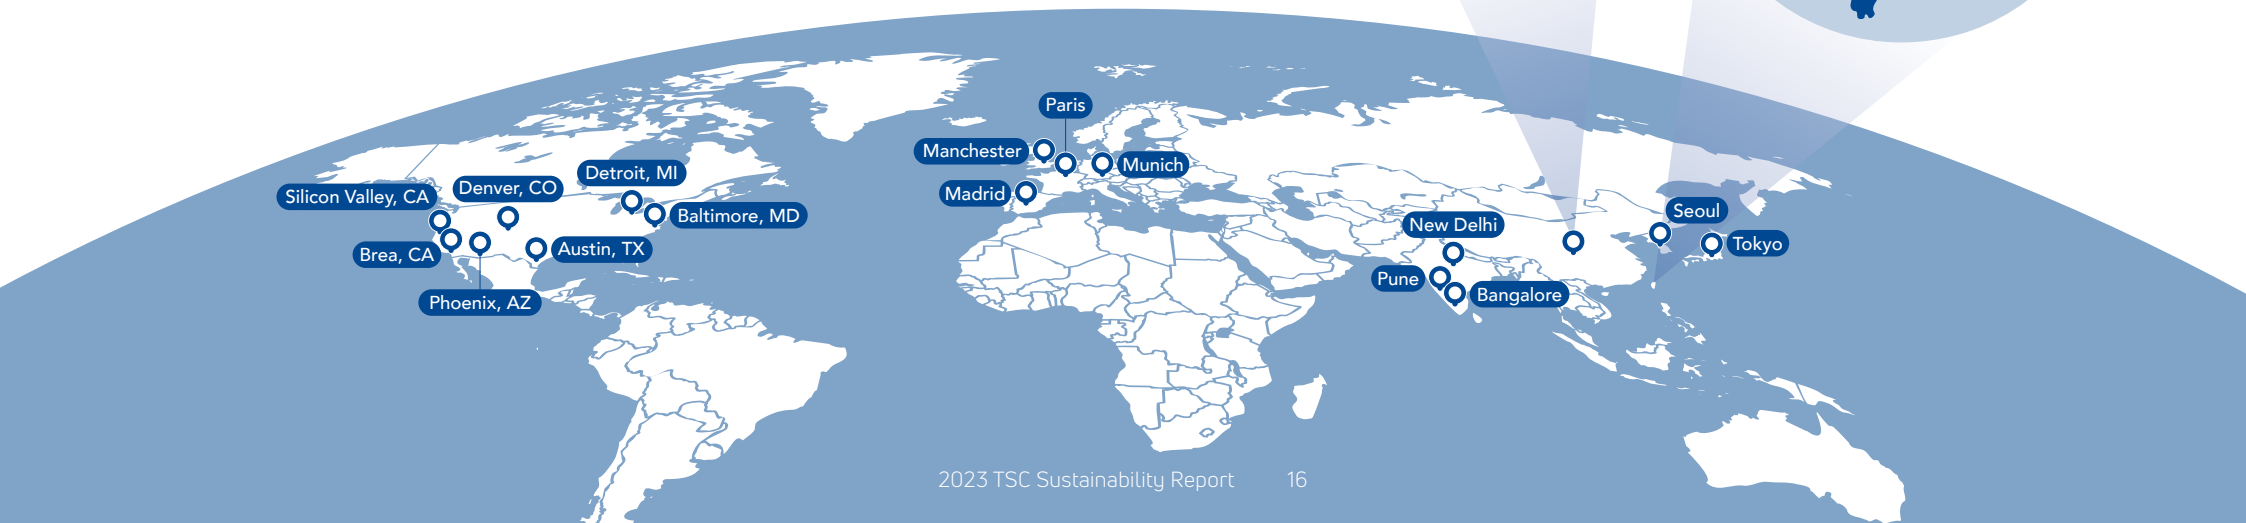 Paris
Manchester
Munich
Madrid
Detroit, MI
Denver, CO
Silicon Valley, CA
Baltimore, MD
Brea, CA
Austin, TX
Phoenix, AZ
Seoul
New Delhi
Tokyo
Pune
Bangalore
2023 TSC Sustainability Report 16